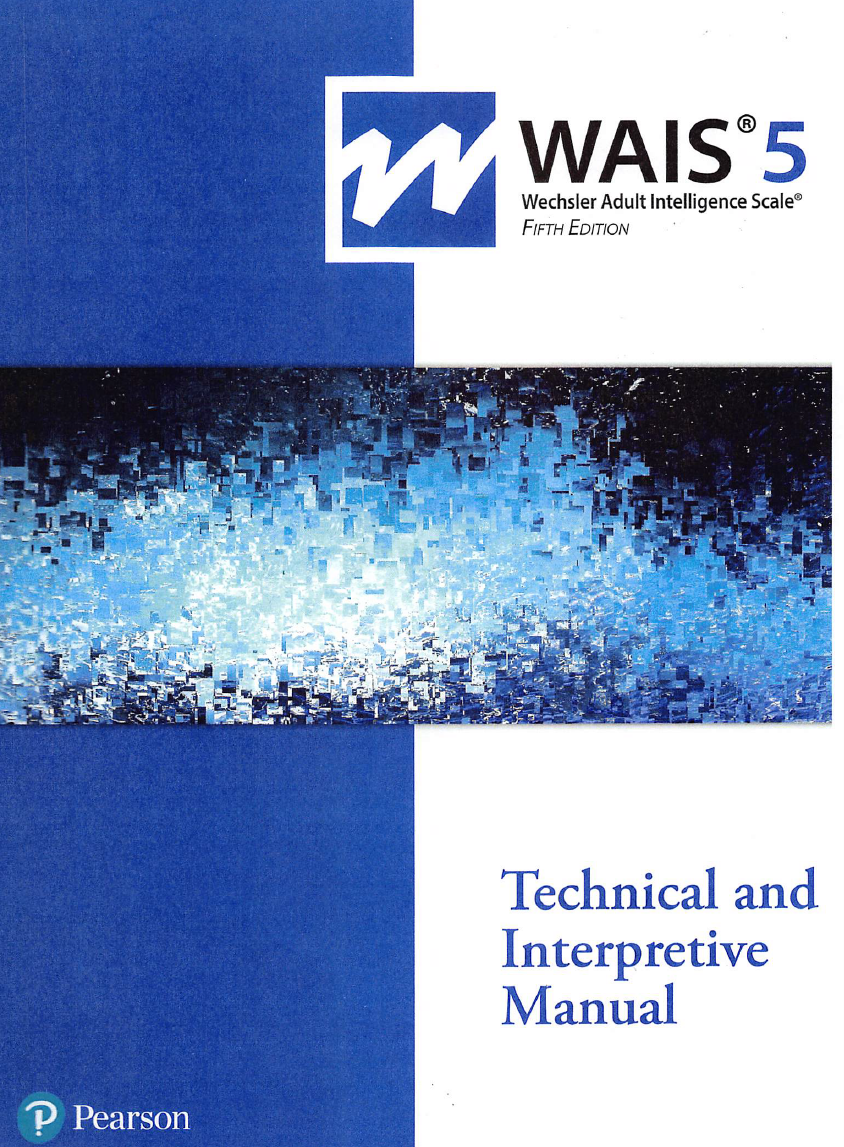 WAIS® 5
Wechsler Adult Intelligence Scale®
FIFTH EDITION
Technical and
Interpretive
Manual
Pearson